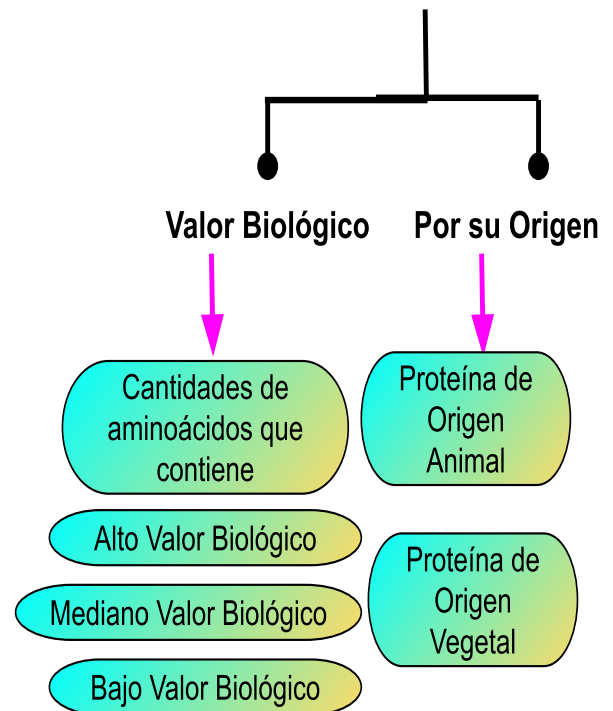 Valor Biológico
Por su Origen
Cantidades de
aminoácidos que
contiene
Alto Valor Biológico
Mediano Valor Biológico
Bajo Valor Biológico
Proteína de
Origen
Animal
Proteína de
Origen
Vegetal